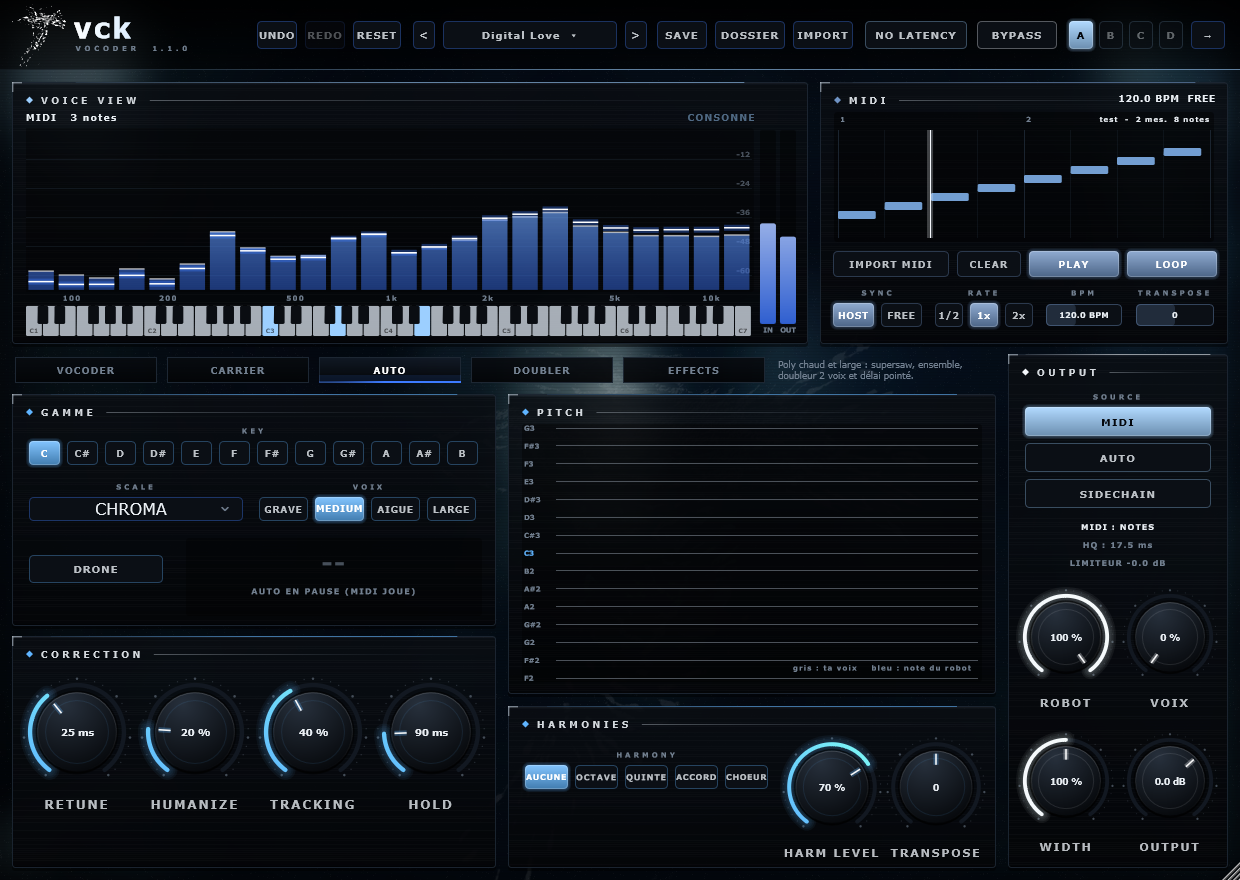 vck
VOCODER 1.1.0
UNDO REDO RESET < Digital Love > SAVE DOSSIER IMPORT NO LATENCY BYPASS A B C D →
VOICE VIEW
MIDI 3 notes
CONSONNE
-12
-24
-36
-48
-60
100 200 500 1k 2k 5k 10k
C1 C2 C3 C4 C5 C6 C7
IN OUT
MIDI
120.0 BPM FREE
1 2 test - 2 mes. 8 notes
IMPORT MIDI CLEAR PLAY LOOP
SYNC RATE BPM TRANSPOSE
HOST FREE 1/2 1x 2x 120.0 BPM 0
VOCODER CARRIER AUTO DOUBLER EFFECTS
Poly chaud et large : supersaw, ensemble,
doubleur 2 voix et délai pointé.
GAMME
KEY
C C# D D# E F F# G G# A A# B
SCALE VOIX
CHROMA GRAVE MEDIUM AIGUE LARGE
DRONE
--
AUTO EN PAUSE (MIDI JOUE)
CORRECTION
25 ms 20 % 40 % 90 ms
RETUNE HUMANIZE TRACKING HOLD
PITCH
G3
F#3
F3
E3
D#3
D3
C#3
C3
B2
A#2
A2
G#2
G2
F#2
gris : ta voix bleu : note du robot
F2
HARMONIES
HARMONY
AUCUNE OCTAVE QUINTE ACCORD CHOEUR
70 % 0
HARM LEVEL TRANSPOSE
OUTPUT
SOURCE
MIDI
AUTO
SIDECHAIN
MIDI : NOTES
HQ : 17.5 ms
LIMITEUR -0.0 dB
100 % 0 %
ROBOT VOIX
100 % 0.0 dB
WIDTH OUTPUT